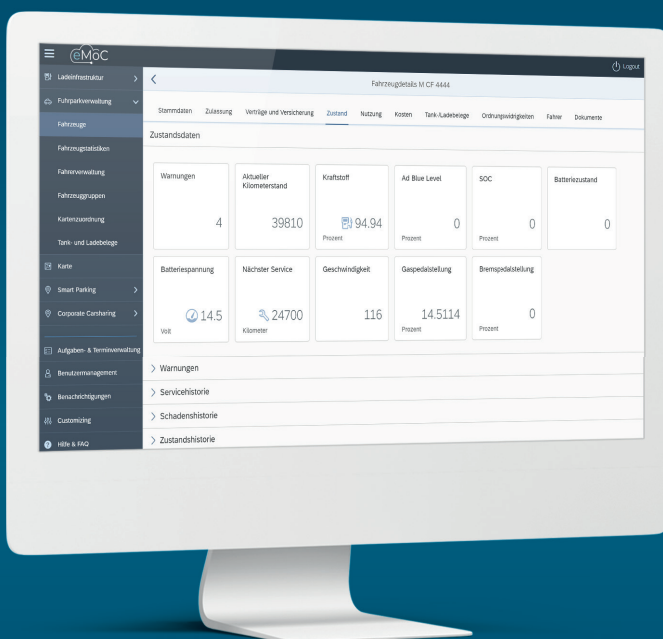 eMoC
Logout
Ladeinfrastruktur
Fuhrparkverwaltung
Fahrzeuge
Fahrzeugstatistiken
Fahrerverwaltung
Fahrzeuggruppen
Kartenzuordnung
Tank- und Ladebelege
Karte
Smart Parking
Corporate Carsharing
Aufgaben- & Terminverwaltung
Benutzermanagement
Benachrichtigungen
Customizing
Hilfe & FAQ
Fahrzeugdetails M CF 4444
Stammdaten Zulassung Verträge und Versicherung Zustand Nutzung Kosten Tank-/Ladebelege Ordnungswidrigkeiten Fahrer Dokumente
Zustandsdaten
Warnungen
4
Aktueller
Kilometerstand
39810
Kraftstoff
94.94
Prozent
Ad Blue Level
0
Prozent
SOC
0
Prozent
Batteriezustand
0
Batteriespannung
14.5
Volt
Nächster Service
24700
Kilometer
Geschwindigkeit
116
Gaspedalstellung
14.5114
Prozent
Bremspedalstellung
0
Prozent
Warnungen
Servicehistorie
Schadenshistorie
Zustandshistorie